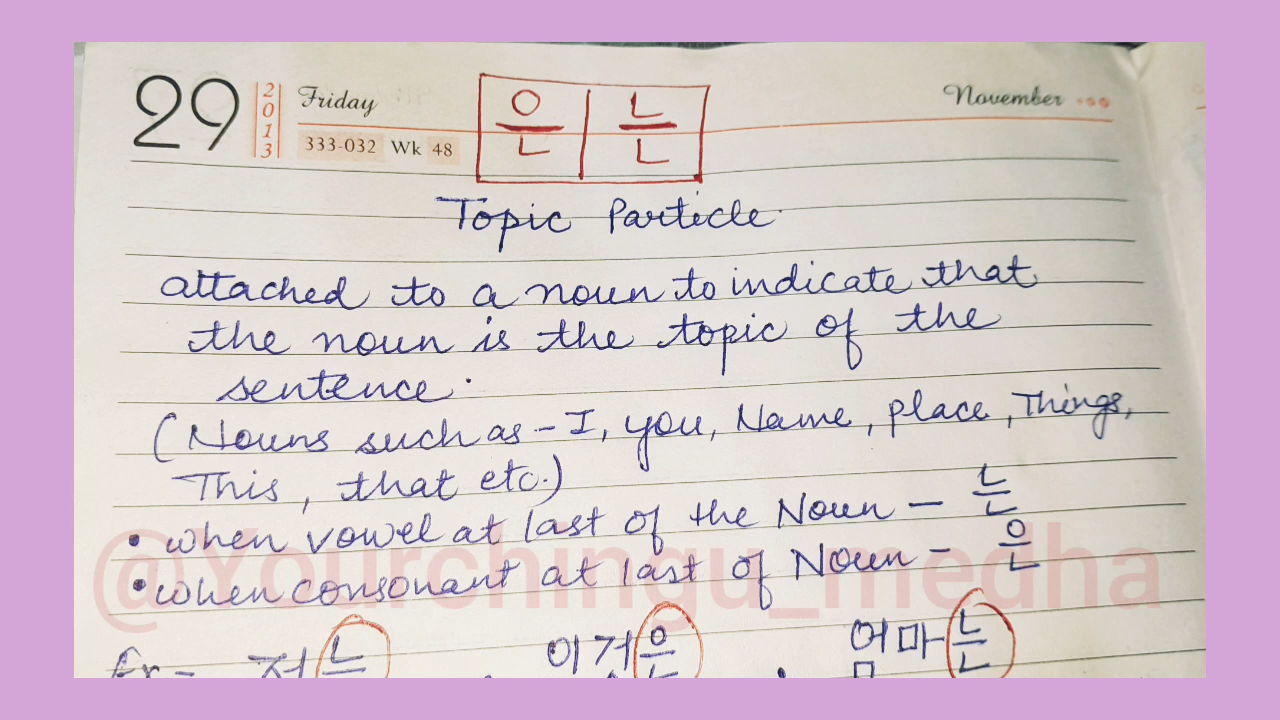 29 2013 Friday 은 는 November
333-032 Wk 48
Topic Particle
attached to a noun to indicate that
the noun is the topic of the
sentence.
(Nouns such as - I, you, Name, place, Things,
This, that etc.)
• when vowel at last of the Noun - 는
• when consonant at last of Noun - 은
@Yourchingu_medha
Ex - 저는 이것은 엄마는